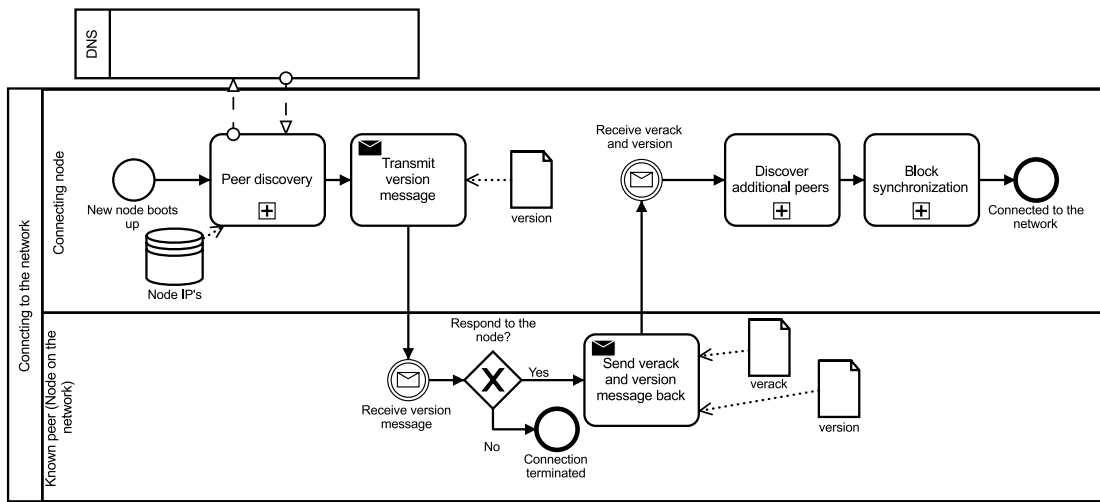 DNS
Conncting to the network
Connecting node
New node boots
up
Node IP's
Peer discovery
Transmit
version
message
version
Receive verack
and version
Discover
additional peers
Block
synchronization
Connected to the
network
Known peer (Node on the
network)
Receive version
message
Respond to the
node?
Yes
No
Connection
terminated
Send verack
and version
message back
verack
version